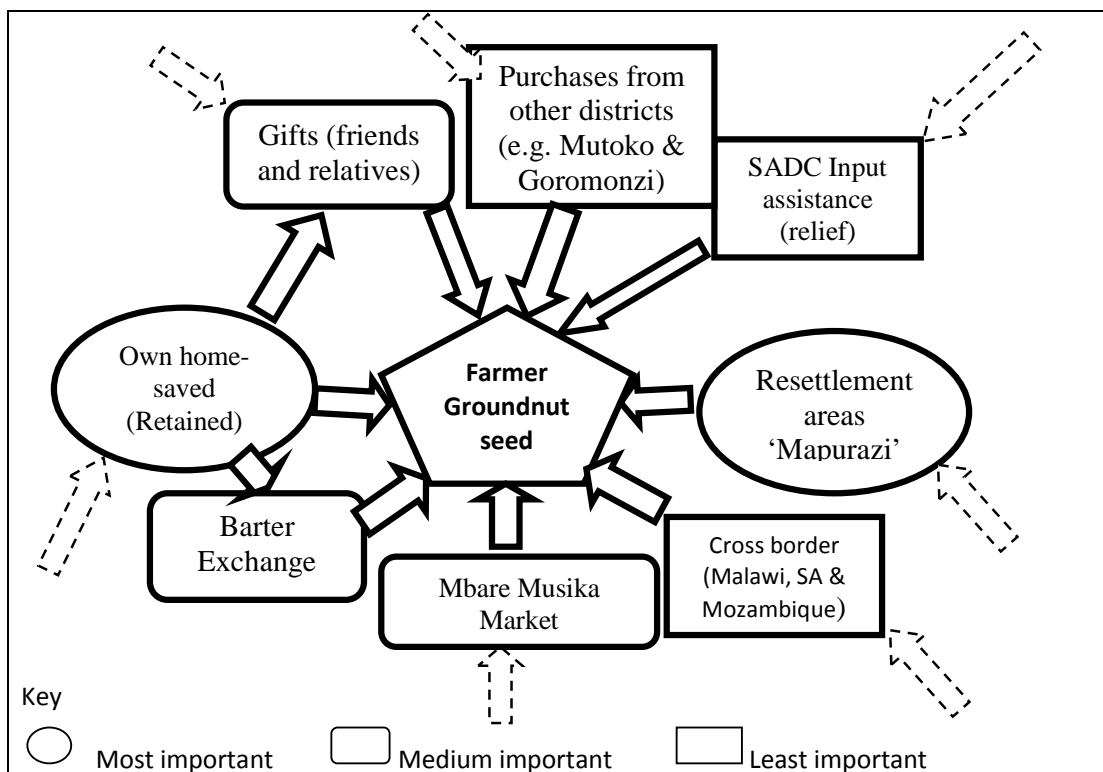 Gifts (friends
and relatives)
Purchases from
other districts
(e.g. Mutoko &
Goromonzi)
SADC Input
assistance
(relief)
Own home-
saved
(Retained)
Farmer
Groundnut
seed
Resettlement
areas
‘Mapurazi’
Barter
Exchange
Mbare Musika
Market
Cross border
(Malawi, SA &
Mozambique)
Key
Most important
Medium important
Least important